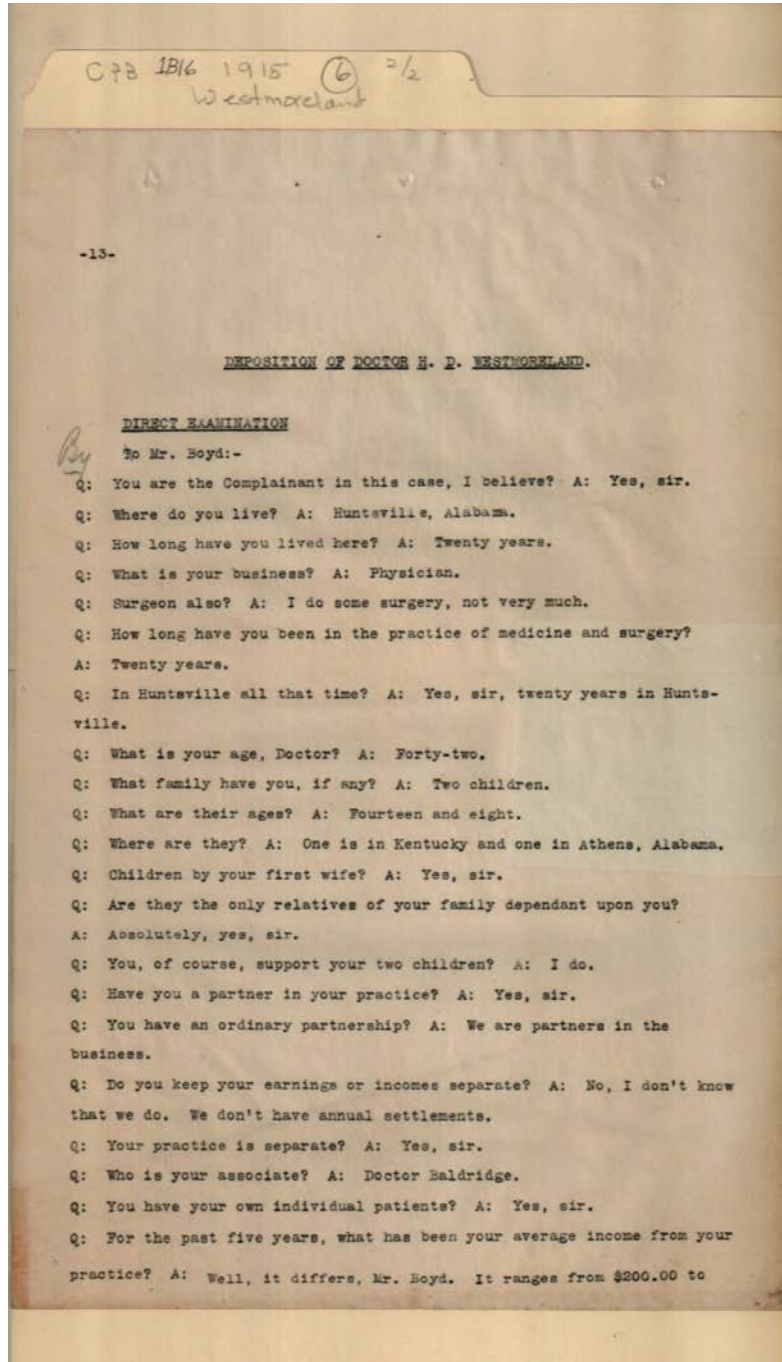 C73 1B16 1915 6 2/2
Westmoreland
-13-
DEPOSITION OF DOCTOR H. D. WESTMORELAND.
DIRECT EXAMINATION
By To Mr. Boyd:-
Q: You are the Complainant in this case, I believe? A: Yes, sir.
Q: Where do you live? A: Huntsville, Alabama.
Q: How long have you lived here? A: Twenty years.
Q: What is your business? A: Physician.
Q: Surgeon also? A: I do some surgery, not very much.
Q: How long have you been in the practice of medicine and surgery?
A: Twenty years.
Q: In Huntsville all that time? A: Yes, sir, twenty years in Hunts-
ville.
Q: What is your age, Doctor? A: Forty-two.
Q: What family have you, if any? A: Two children.
Q: What are their ages? A: Fourteen and eight.
Q: Where are they? A: One is in Kentucky and one in Athens, Alabama.
Q: Children by your first wife? A: Yes, sir.
Q: Are they the only relatives of your family dependant upon you?
A: Absolutely, yes, sir.
Q: You, of course, support your two children? A: I do.
Q: Have you a partner in your practice? A: Yes, sir.
Q: You have an ordinary partnership? A: We are partners in the
business.
Q: Do you keep your earnings or incomes separate? A: No, I don't know
that we do. We don't have annual settlements.
Q: Your practice is separate? A: Yes, sir.
Q: Who is your associate? A: Doctor Baldridge.
Q: You have your own individual patients? A: Yes, sir.
Q: For the past five years, what has been your average income from your
practice? A: Well, it differs, Mr. Boyd. It ranges from $200.00 to